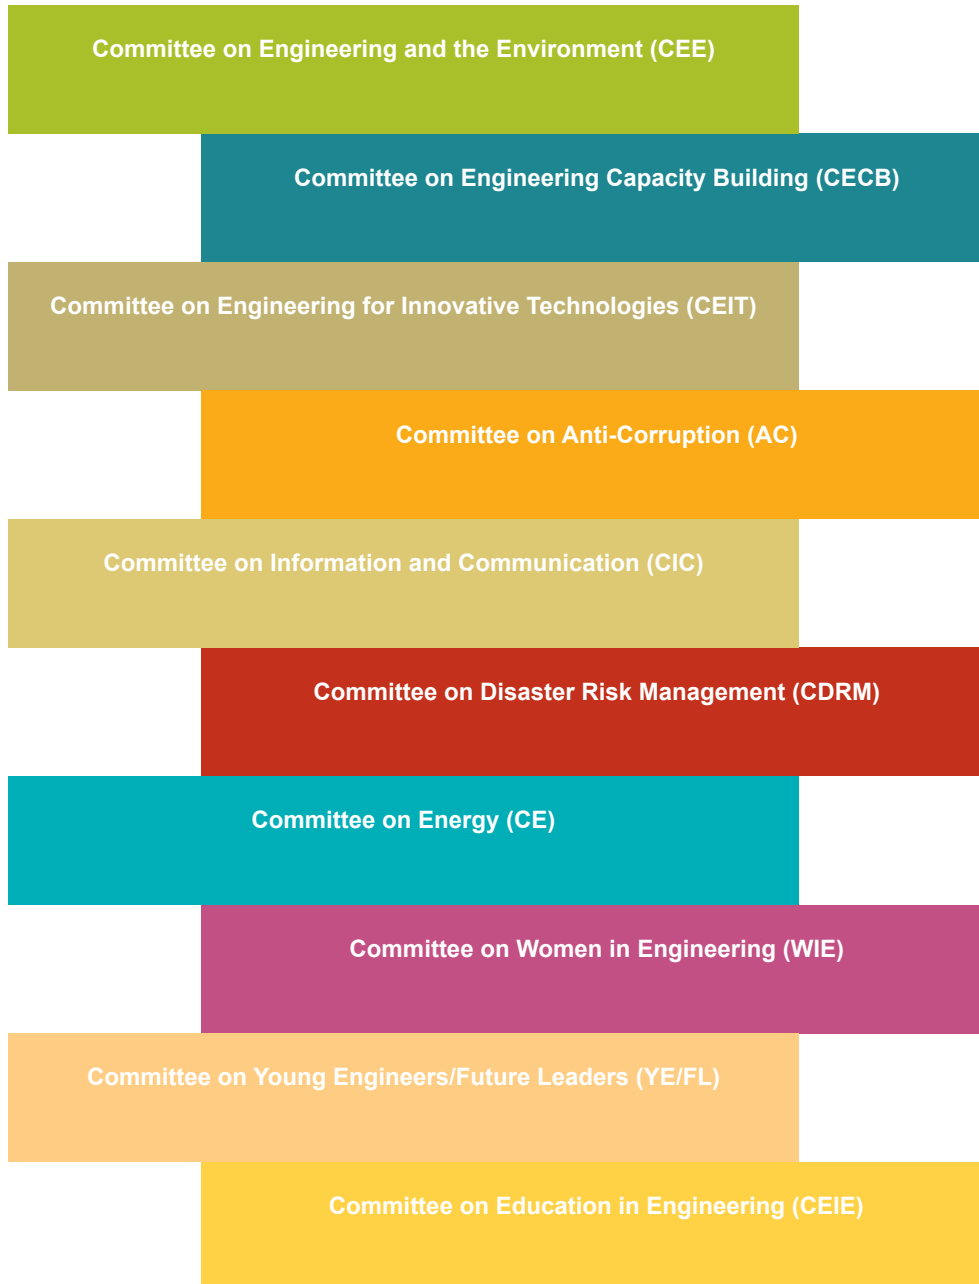 Committee on Engineering and the Environment (CEE)
Committee on Engineering Capacity Building (CECB)
Committee on Engineering for Innovative Technologies (CEIT)
Committee on Anti-Corruption (AC)
Committee on Information and Communication (CIC)
Committee on Disaster Risk Management (CDRM)
Committee on Energy (CE)
Committee on Women in Engineering (WIE)
Committee on Young Engineers/Future Leaders (YE/FL)
Committee on Education in Engineering (CEIE)